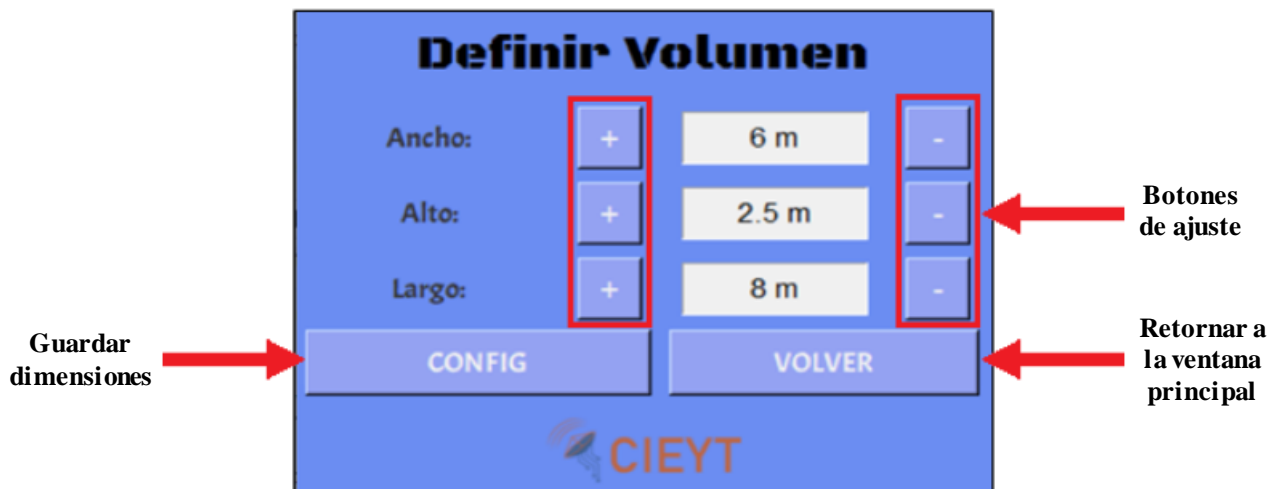 Definir Volumen
Ancho: + 6 m -
Alto: + 2.5 m -
Largo: + 8 m -
Botones
de ajuste
Guardar
dimensiones
CONFIG VOLVER
Retornar a
la ventana
principal
CIEYT